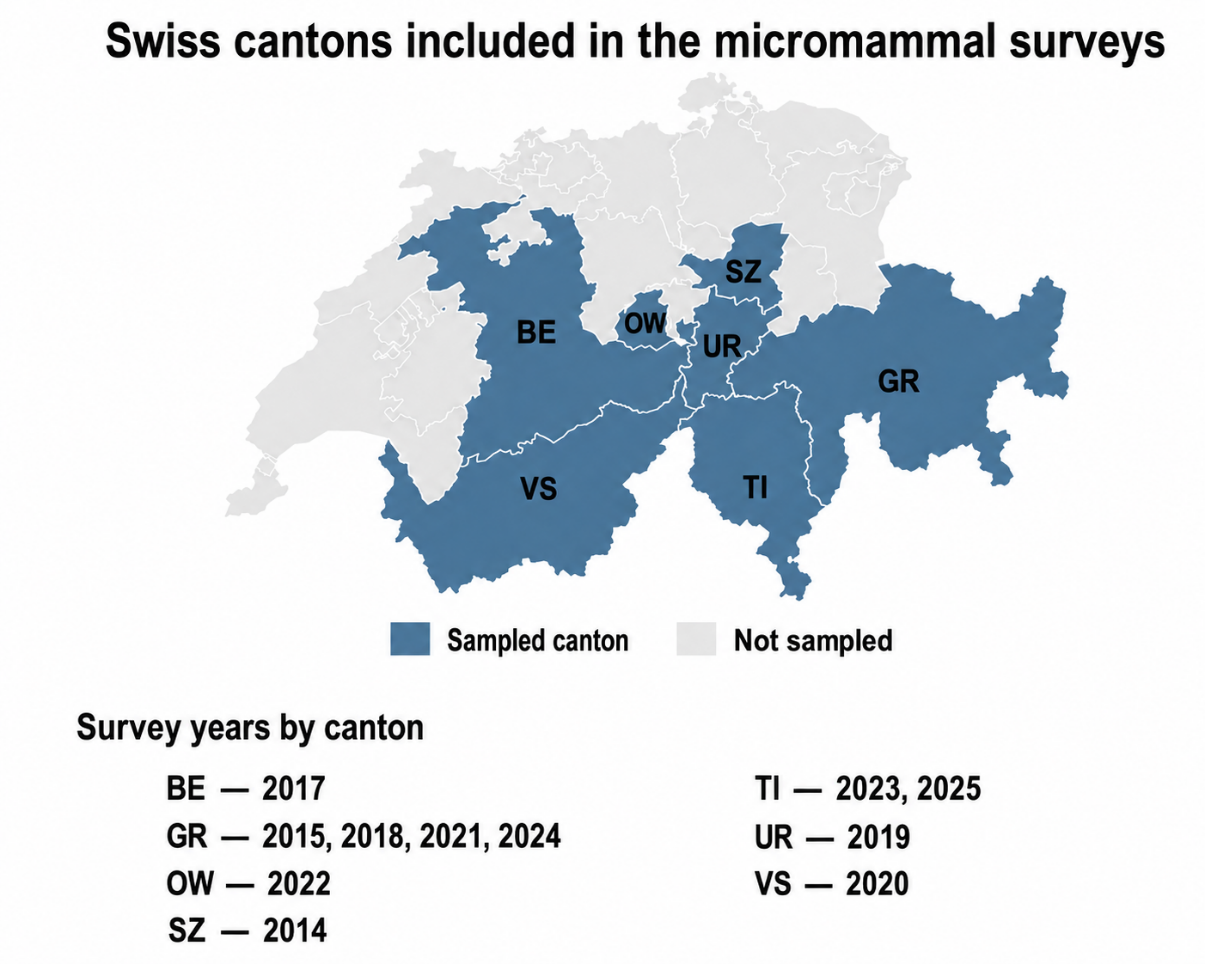 Swiss cantons included in the micromammal surveys
SZ
OW
BE
UR
GR
VS
TI
Sampled canton
Not sampled
Survey years by canton
BE — 2017
GR — 2015, 2018, 2021, 2024
OW — 2022
SZ — 2014
TI — 2023, 2025
UR — 2019
VS — 2020